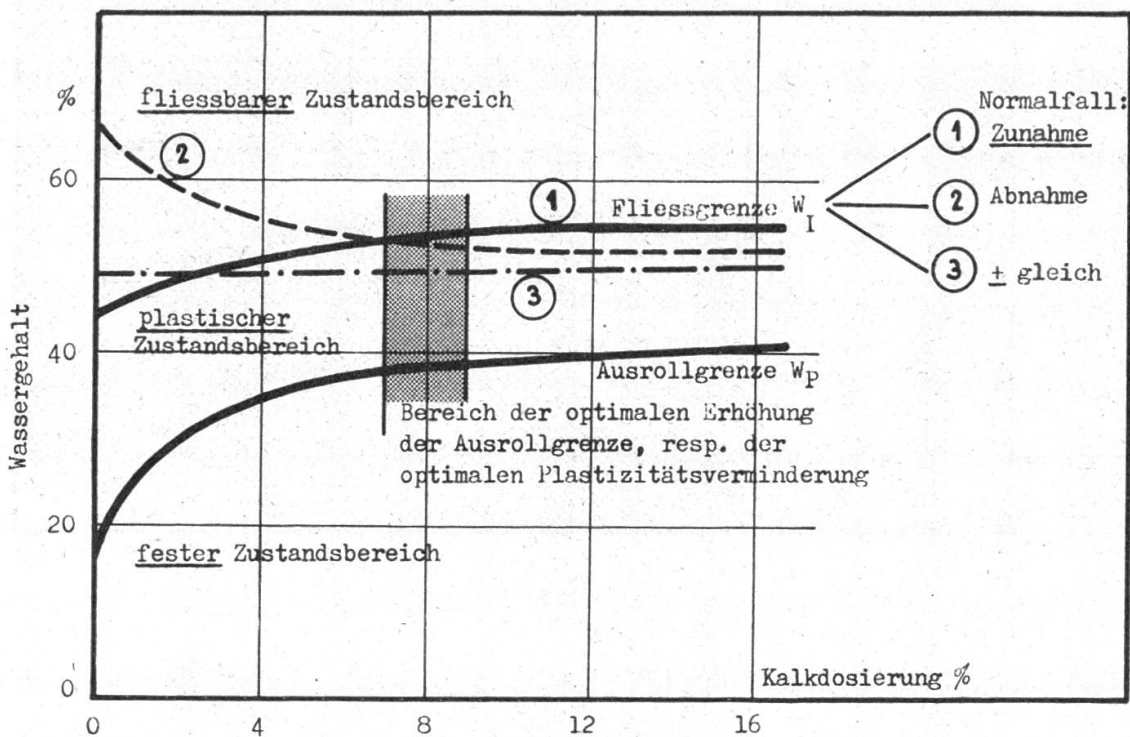 %
fliessbarer Zustandsbereich
Normalfall:
1 Zunahme
2
60
1
Fliessgrenze W_I
2 Abnahme
3
3 ± gleich
plastischer
Zustandsbereich
40
Ausrollgrenze Wp
Bereich der optimalen Erhöhung
der Ausrollgrenze, resp. der
optimalen Plastizitätsverminderung
Wassergehalt
20
fester Zustandsbereich
0
Kalkdosierung %
0 4 8 12 16